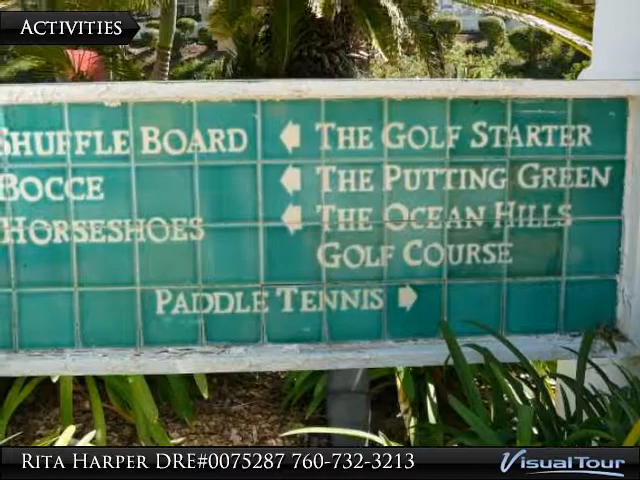 ACTIVITIES
SHUFFLE BOARD
BOCCE
HORSESHOES
THE GOLF STARTER
THE PUTTING GREEN
THE OCEAN HILLS
GOLF COURSE
PADDLE TENNIS
RITA HARPER DRE#0075287 760-732-3213
VISUALTOUR